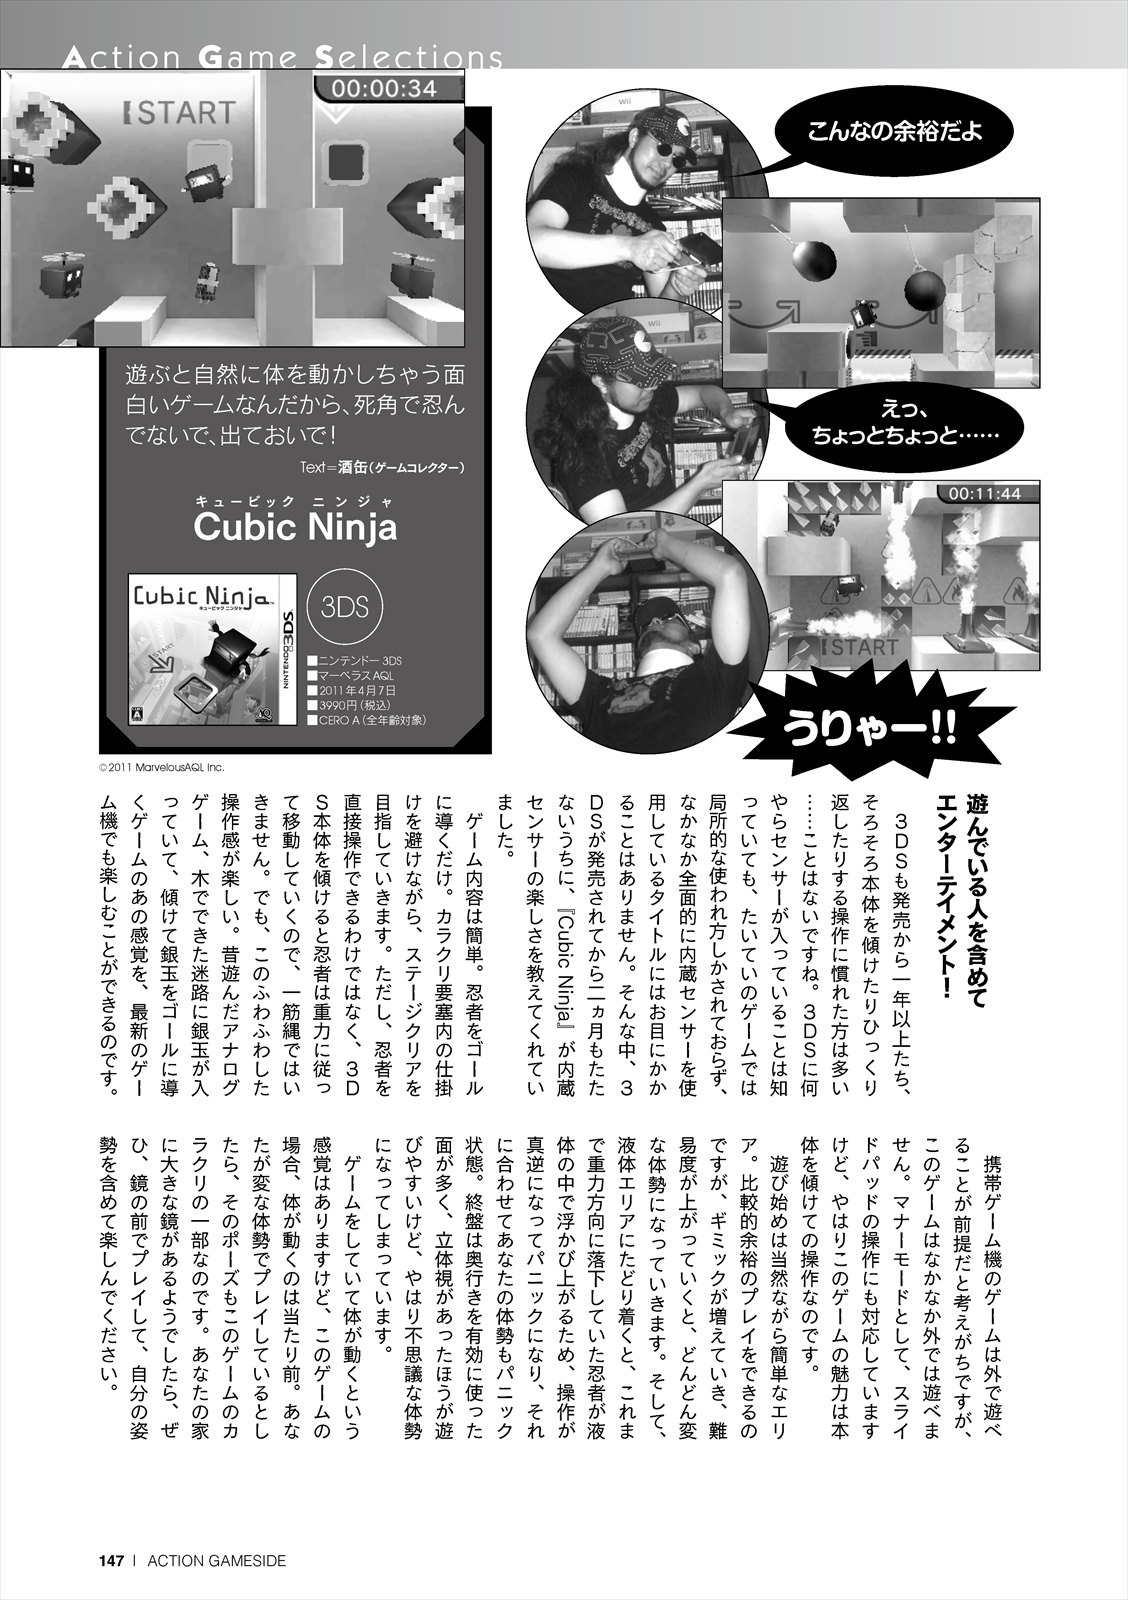 Action Game Selections
START
00:00:34
遊ぶと自然に体を動かしちゃう面
白いゲームなんだから、死角で忍ん
でないで、出ておいで!
Text=酒缶(ゲームコレクター)
キュービック ニンジャ
Cubic Ninja
Cubic Ninja
キュービック ニンジャ
START
NINTENDO3DS
3DS
■ニンテンドー3DS
■マーベラスAQL
■2011年4月7日
■3990円(税込)
■CERO A(全年齢対象)
©2011 MarvelousAQL Inc.
こんなの余裕だよ
Wii
Wii
えっ、
ちょっとちょっと……
00:11:44
START
うりゃー!!
遊んでいる人を含めて
エンターテイメント!
３ＤＳも発売から一年以上たち、
そろそろ本体を傾けたりひっくり
返したりする操作に慣れた方は多い
……ことはないですね。３ＤＳに何
やらセンサーが入っていることは知
っていても、たいていのゲームでは
局所的な使われ方しかされておらず、
なかなか全面的に内蔵センサーを使
用しているタイトルにはお目にかか
ることはありません。そんな中、３
ＤＳが発売されてから二ヵ月もたた
ないうちに、『Cubic Ninja』が内蔵
センサーの楽しさを教えてくれてい
ました。
ゲーム内容は簡単。忍者をゴール
に導くだけ。カラクリ要塞内の仕掛
けを避けながら、ステージクリアを
目指していきます。ただし、忍者を
直接操作できるわけではなく、３Ｄ
Ｓ本体を傾けると忍者は重力に従っ
て移動していくので、一筋縄ではい
きません。でも、このふわふわした
操作感が楽しい。昔遊んだアナログ
ゲーム、木でできた迷路に銀玉が入
っていて、傾けて銀玉をゴールに導
くゲームのあの感覚を、最新のゲー
ム機でも楽しむことができるのです。
携帯ゲーム機のゲームは外で遊べ
ることが前提だと考えがちですが、
このゲームはなかなか外では遊べま
せん。マナーモードとして、スライ
ドパッドの操作にも対応しています
けど、やはりこのゲームの魅力は本
体を傾けての操作なのです。
遊び始めは当然ながら簡単なエリ
ア。比較的余裕のプレイをできるの
ですが、ギミックが増えていき、難
易度が上がっていくと、どんどん変
な体勢になっていきます。そして、
液体エリアにたどり着くと、これま
で重力方向に落下していた忍者が液
体の中で浮かび上がるため、操作が
真逆になってパニックになり、それ
に合わせてあなたの体勢もパニック
状態。終盤は奥行きを有効に使った
面が多く、立体視があったほうが遊
びやすいけど、やはり不思議な体勢
になってしまっています。
ゲームをしていて体が動くという
感覚はありますけど、このゲームの
場合、体が動くのは当たり前。あな
たが変な体勢でプレイしているとし
たら、そのポーズもこのゲームのカ
ラクリの一部なのです。あなたの家
に大きな鏡があるようでしたら、ぜ
ひ、鏡の前でプレイして、自分の姿
勢を含めて楽しんでください。
147 | ACTION GAMESIDE